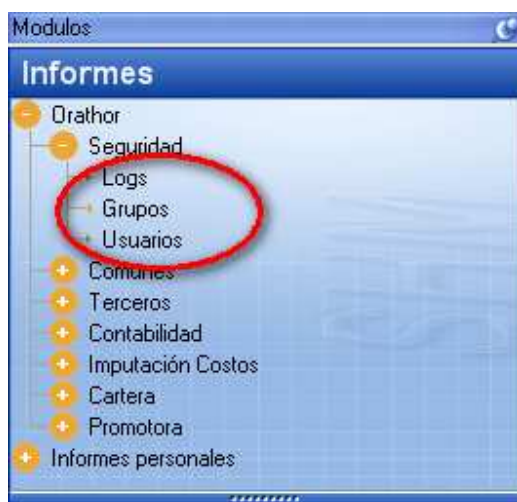 Modulos
Informes
Orathor
Seguridad
Logs
Grupos
Usuarios
Comunes
Terceros
Contabilidad
Imputación Costos
Cartera
Promotora
Informes personales